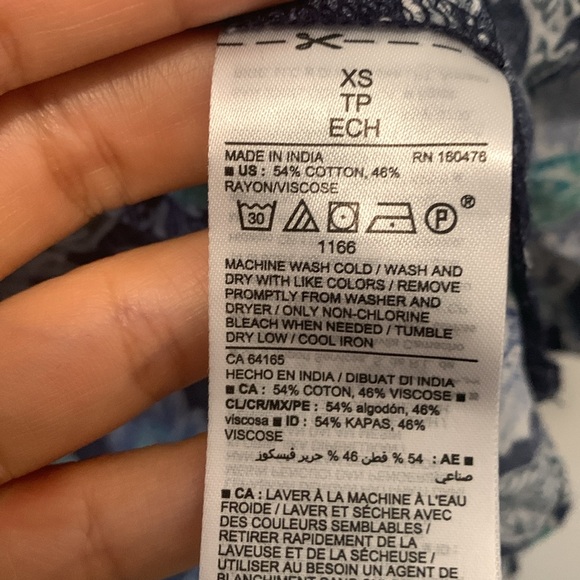 XS
TP
ECH
MADE IN INDIA RN 160476
■ US : 54% COTTON, 46%
RAYON/VISCOSE
30 P ®
1166
MACHINE WASH COLD / WASH AND
DRY WITH LIKE COLORS / REMOVE
PROMPTLY FROM WASHER AND
DRYER / ONLY NON-CHLORINE
BLEACH WHEN NEEDED / TUMBLE
DRY LOW / COOL IRON
CA 64165
HECHO EN INDIA / DIBUAT DI INDIA
■ CA : 54% COTON, 46% VISCOSE ■
CL/CR/MX/PE : 54% algodón, 46%
viscosa ■ ID : 54% KAPAS, 46%
VISCOSE
■ AE : 54 % قطن 46 % حرير فيسكوز
صناعي
■ CA : LAVER À LA MACHINE À L'EAU
FROIDE / LAVER ET SÉCHER AVEC
DES COULEURS SEMBLABLES /
RETIRER RAPIDEMENT DE LA
LAVEUSE ET DE LA SÉCHEUSE /
UTILISER AU BESOIN UN AGENT DE
BLANCHIMENT SANS